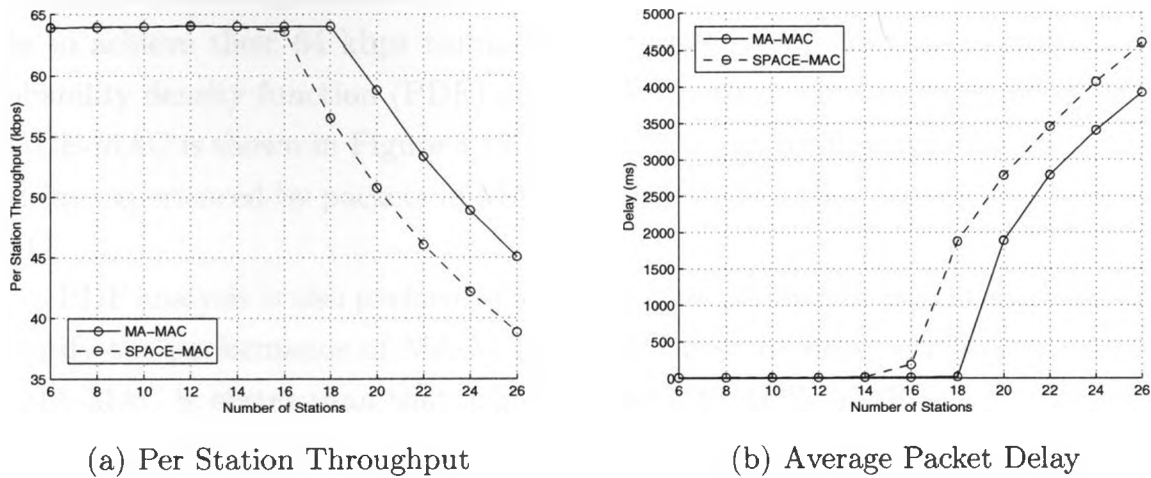 65
60
55
50
45
40
35
Per Station Throughput (kbps)
MA-MAC
SPACE-MAC
6 8 10 12 14 16 18 20 22 24 26
Number of Stations
(a) Per Station Throughput
5000
4500
4000
3500
3000
2500
2000
1500
1000
500
00
Delay (ms)
MA-MAC
SPACE-MAC
6 8 10 12 14 16 18 20 22 24 26
Number of Stations
(b) Average Packet Delay